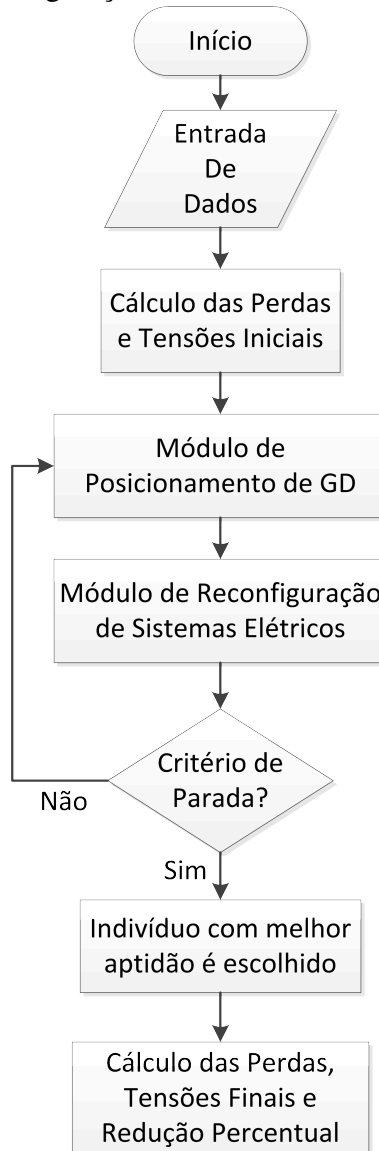 Início
Entrada
De
Dados
Cálculo das Perdas
e Tensões Iniciais
Módulo de
Posicionamento de GD
Módulo de Reconfiguração
de Sistemas Elétricos
Critério de
Parada?
Não
Sim
Indivíduo com melhor
aptidão é escolhido
Cálculo das Perdas,
Tensões Finais e
Redução Percentual